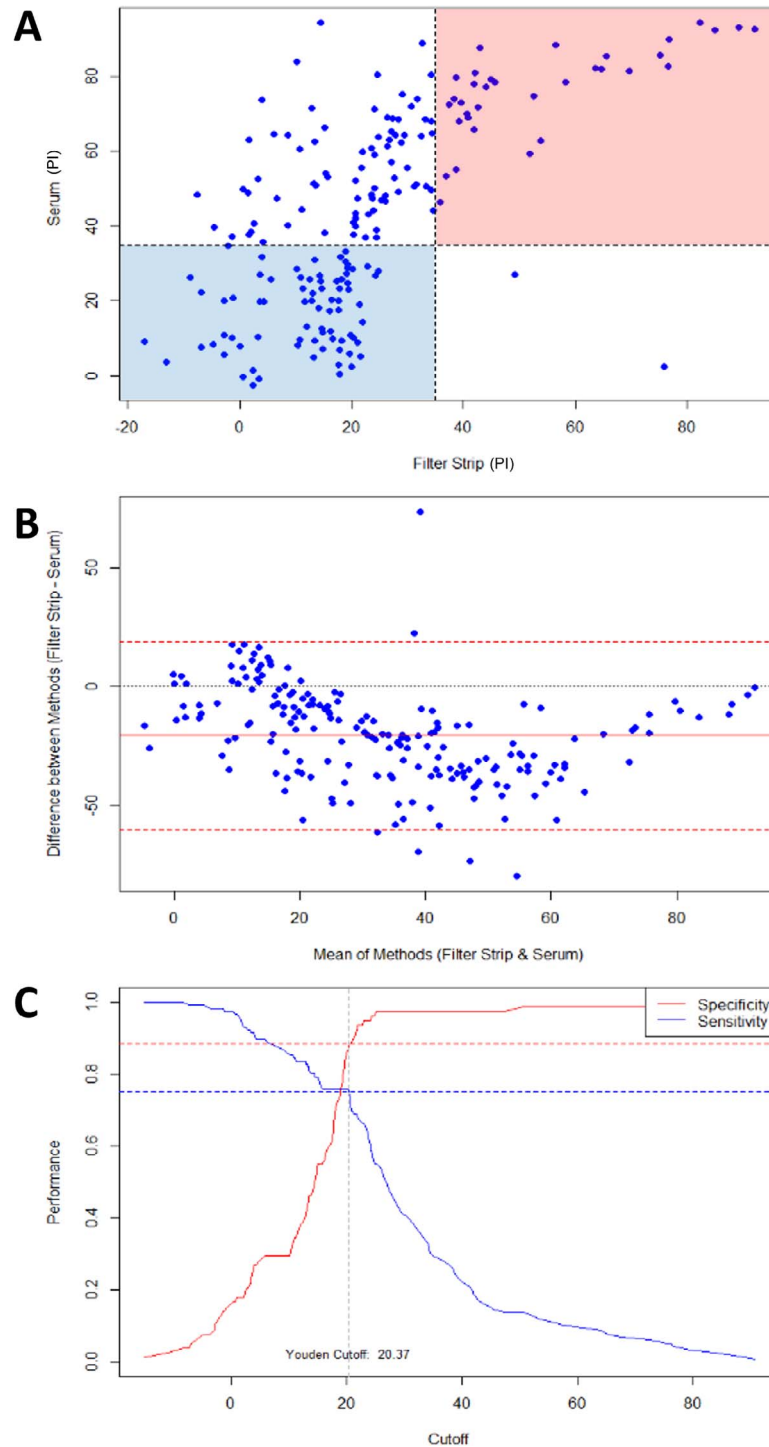 A
Serum (PI)
80
60
40
20
0
-20 0 20 40 60 80
Filter Strip (PI)
B
Difference between Methods (Filter Strip - Serum)
50
0
-50
0 20 40 60 80
Mean of Methods (Filter Strip & Serum)
C
Performance
1.0
0.8
0.6
0.4
0.2
0.0
Specificity
Sensitivity
Youden Cutoff: 20.37
0 20 40 60 80
Cutoff